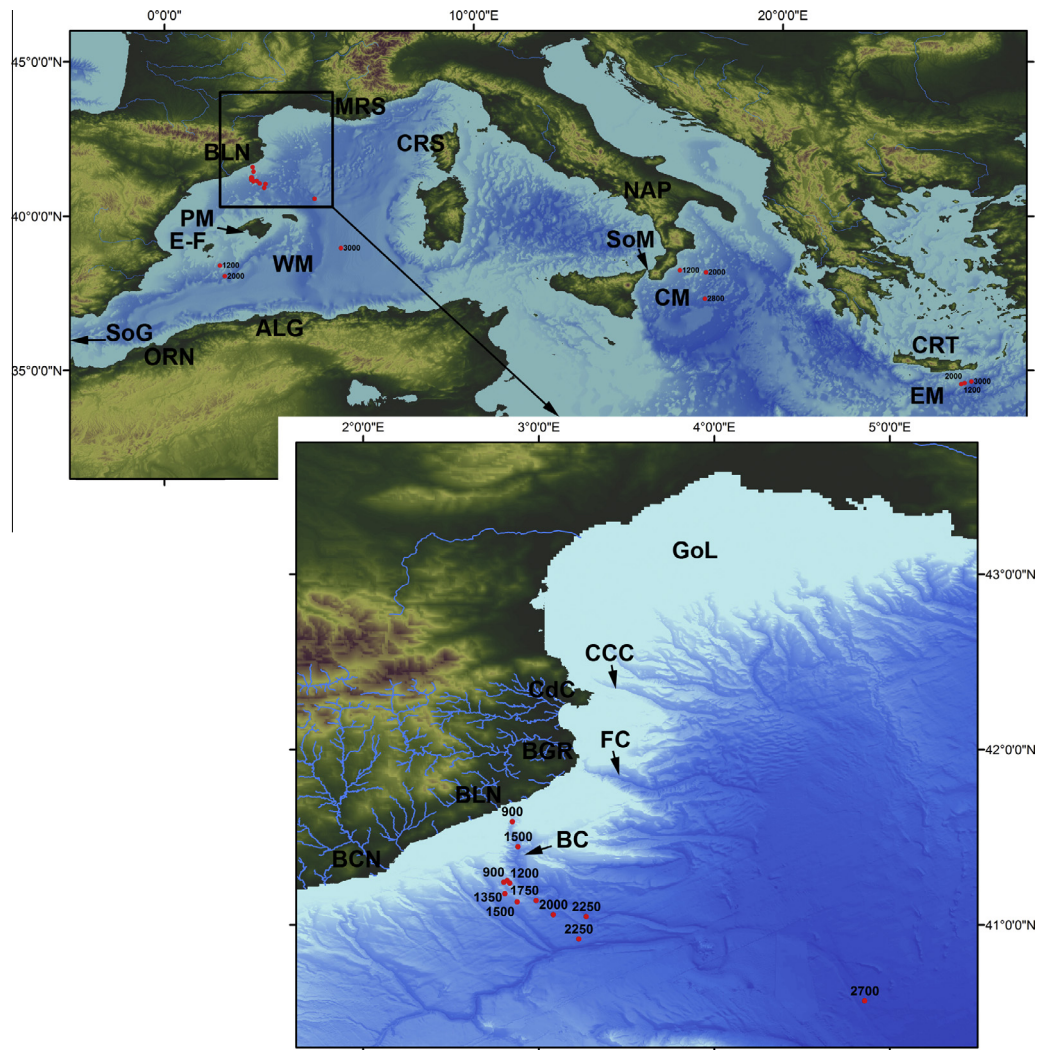 0°0'0"E 10°0'0"E 20°0'0"E
45°0'0"N
MRS
CRS
BLN
40°0'0"N
NAP
PM
E-F
SoM
3000
1200
2000
WM
1200
2000
CM
2800
SoG
ALG
ORN
CRT
35°0'0"N
2000
3000
1200
EM
2°0'0"E 3°0'0"E 4°0'0"E 5°0'0"E
GoL
43°0'0"N
CCC
CdC
FC
BGR
42°0'0"N
BLN
900
1500
BC
BCN
900 1200
1350 1750
1500 2000 2250
41°0'0"N
2250
2700